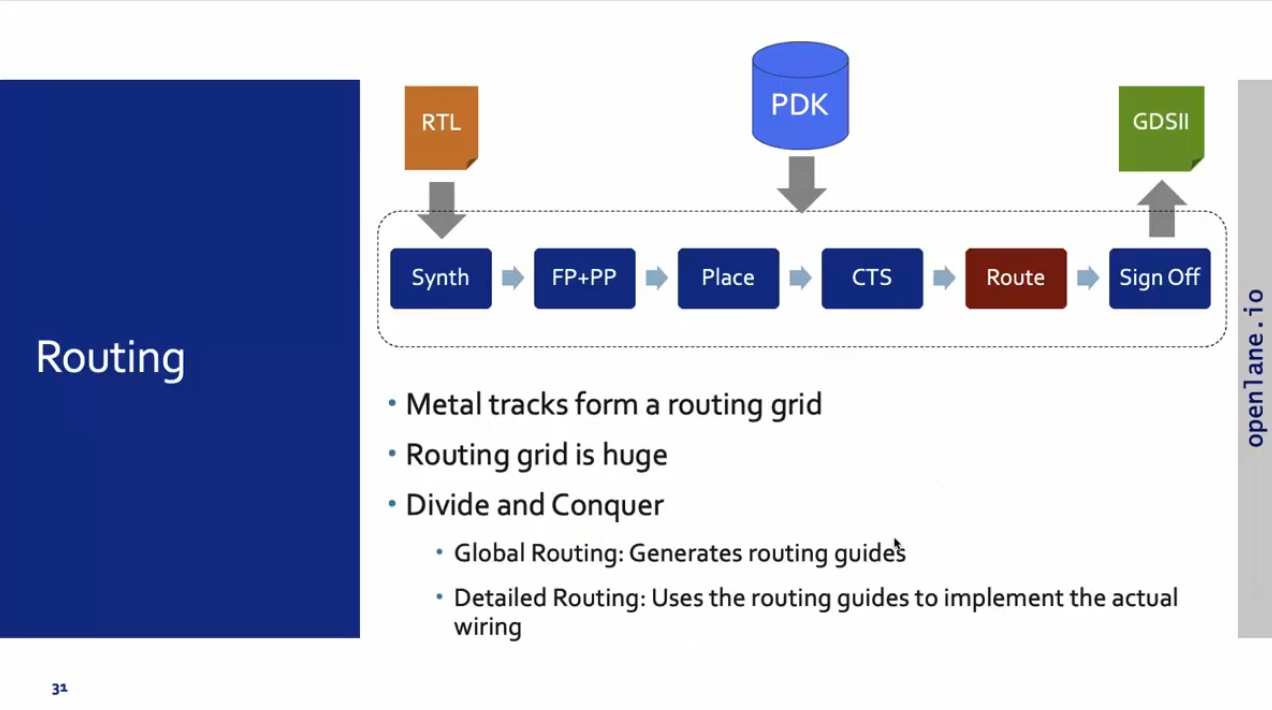 PDK
RTL
GDSII
Synth
FP+PP
Place
CTS
Route
Sign Off
Routing
• Metal tracks form a routing grid
• Routing grid is huge
• Divide and Conquer
• Global Routing: Generates routing guides
• Detailed Routing: Uses the routing guides to implement the actual
wiring
openlane.io
31